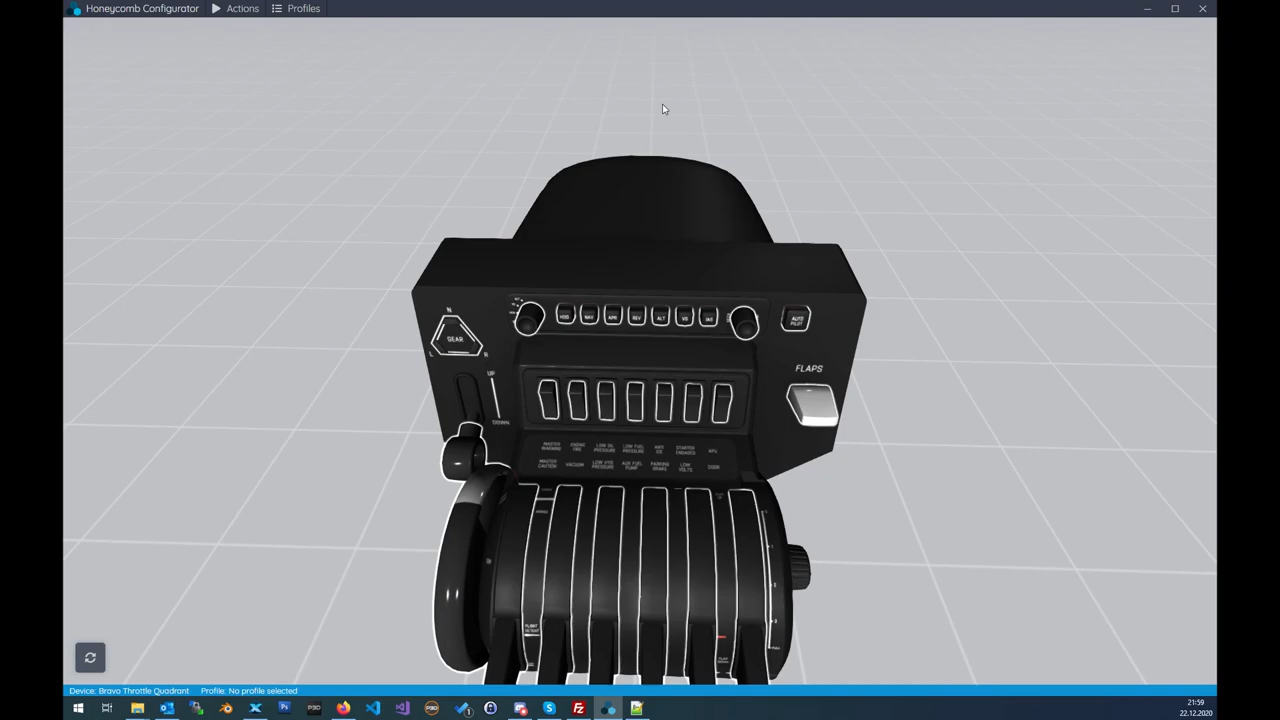 Honeycomb Configurator Actions Profiles
N
GEAR
L R
HDG NAV APR REV ALT VS IAS
AUTO
PILOT
UP
DOWN
FLAPS
MASTER
WARNING
ENGINE
FIRE
LOW OIL
PRESSURE
LOW FUEL
PRESSURE
ANTI
ICE
STARTER
ENGAGED
APU
MASTER
CAUTION
VACUUM
LOW HYD
PRESSURE
AUX FUEL
PUMP
PARKING
BRAKE
LOW
VOLTS
DOOR
Device: Bravo Throttle Quadrant Profile: No profile selected
Ps
P3D
21:59
22.12.2020